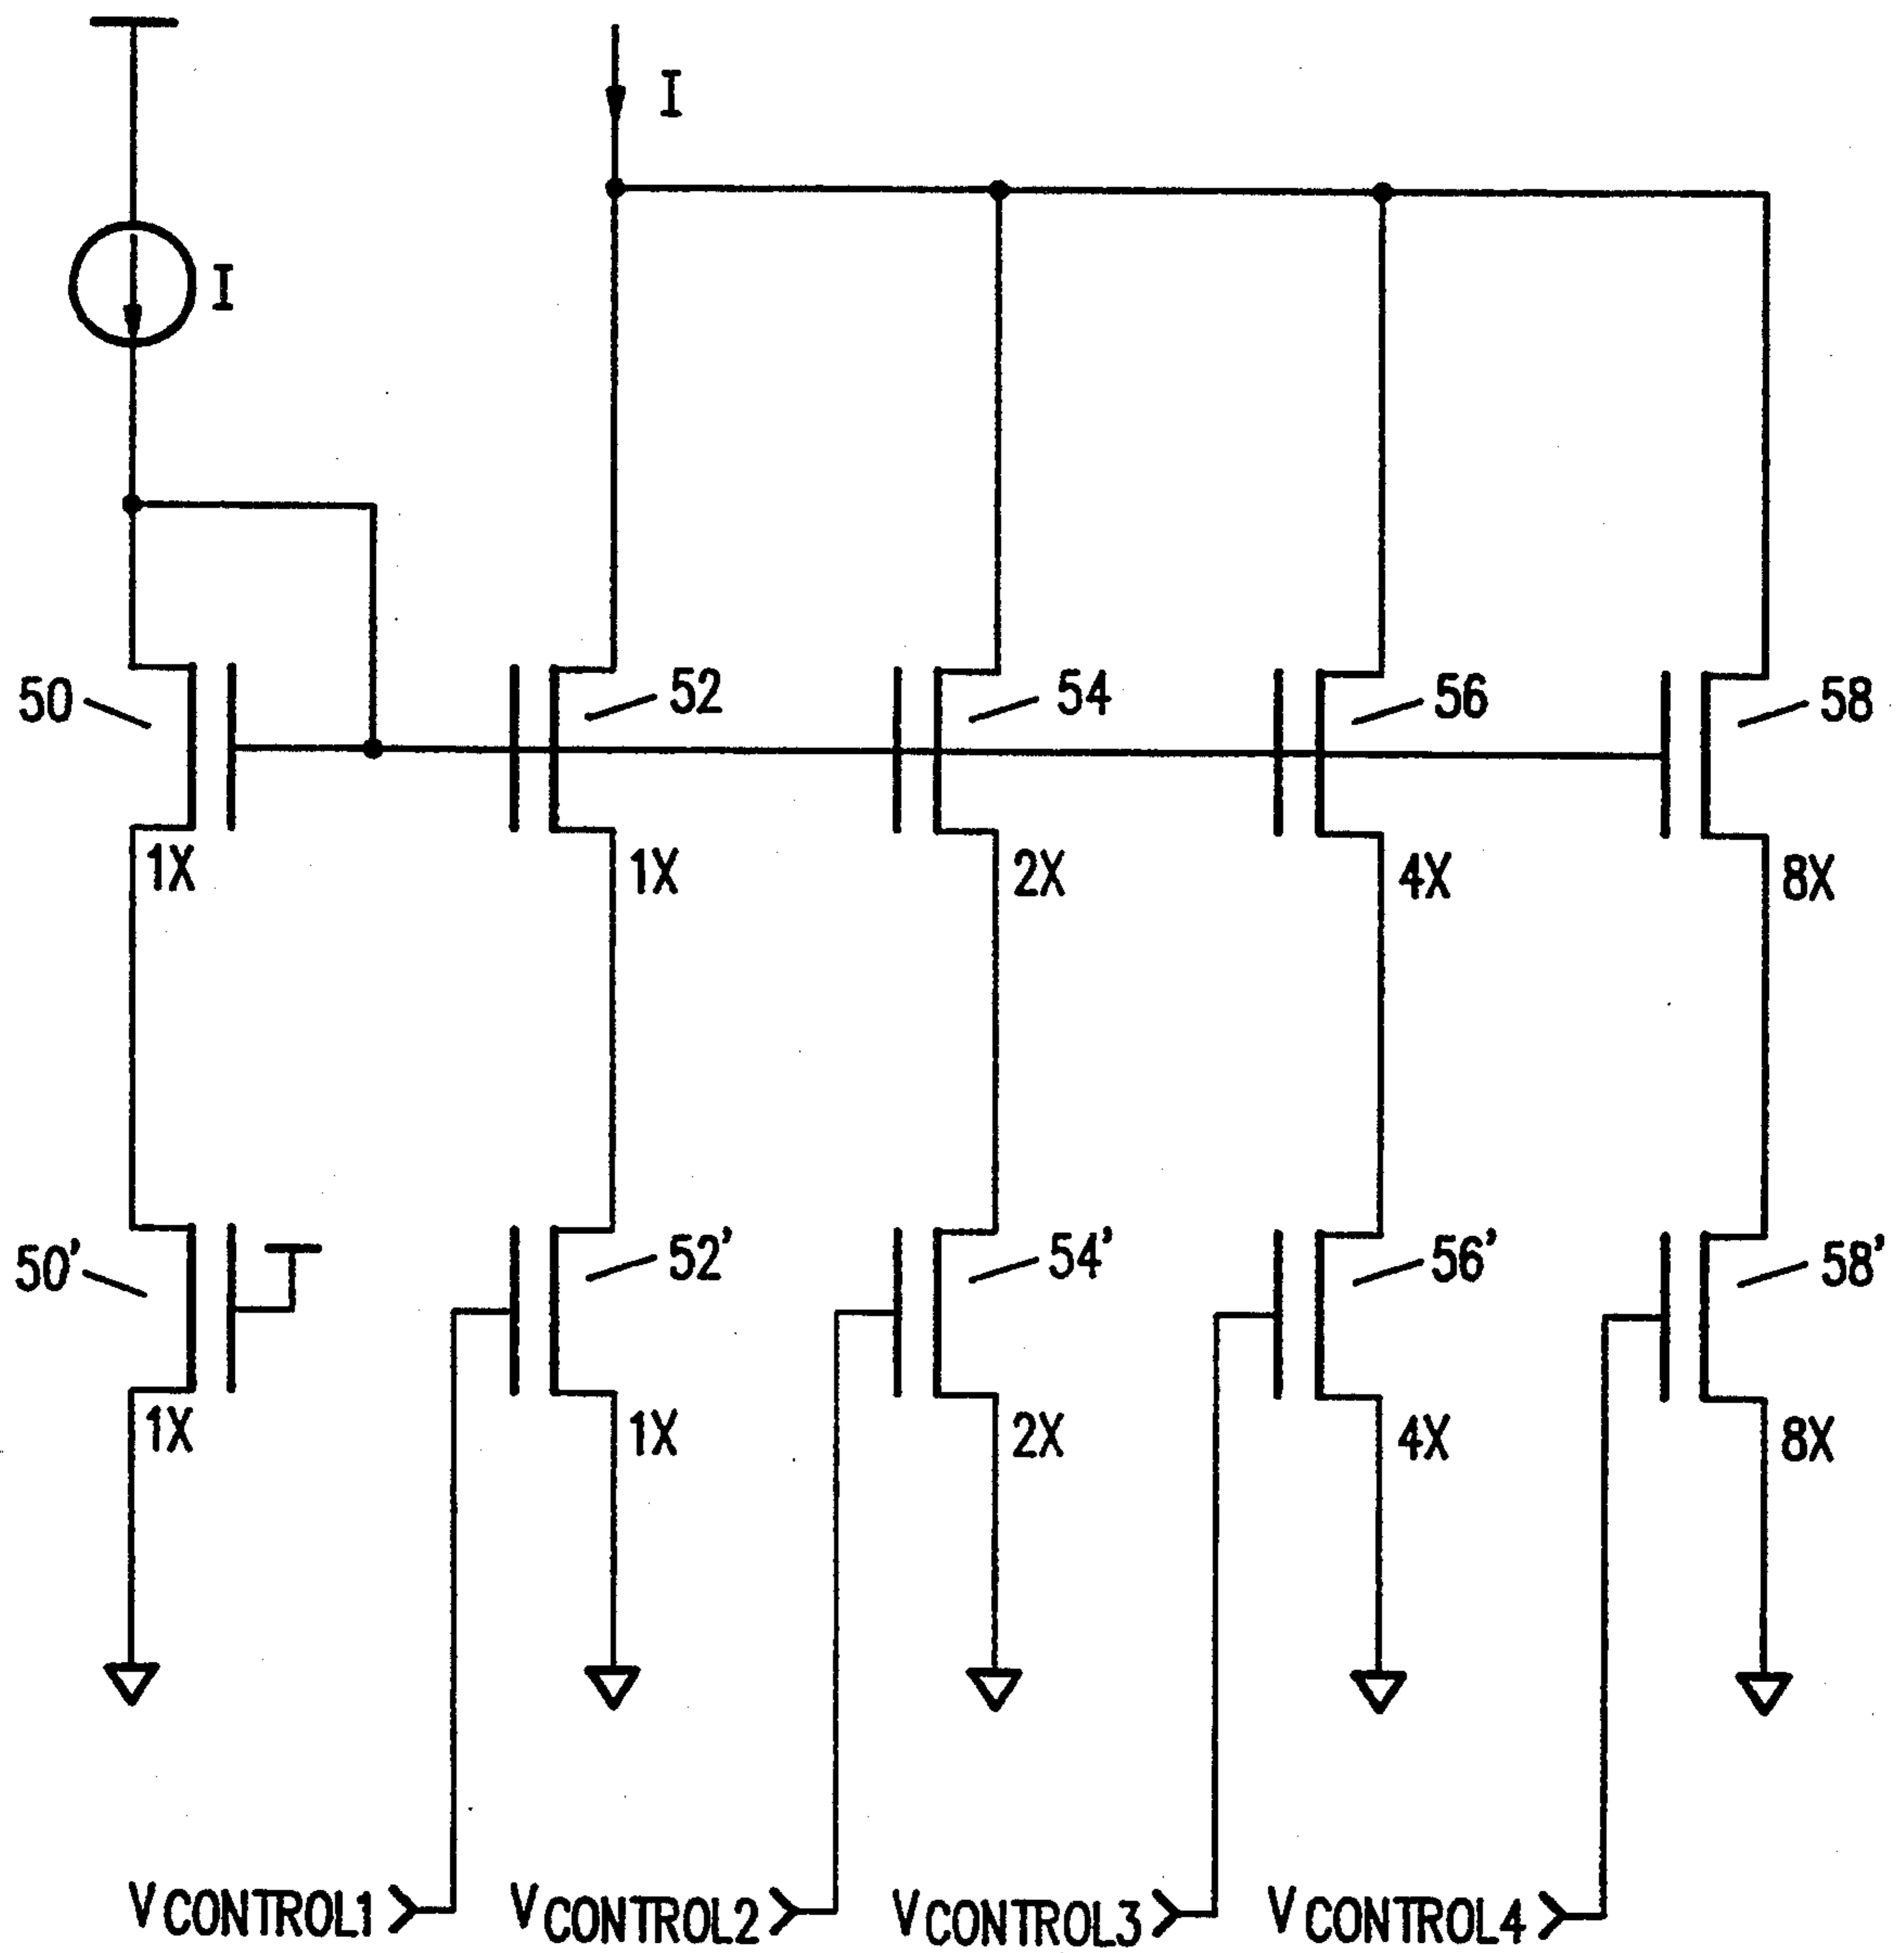 I
I
50
52
54
56
58
1X
1X
2X
4X
8X
50'
52'
54'
56'
58'
1X
1X
2X
4X
8X
VCONTROL1
VCONTROL2
VCONTROL3
VCONTROL4